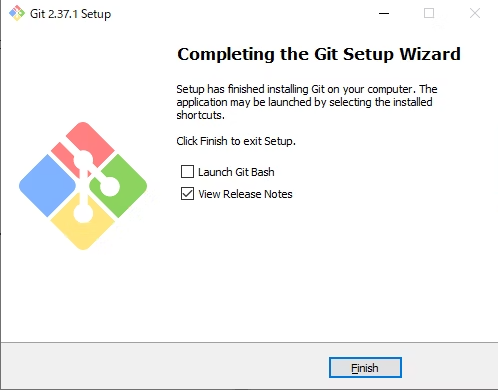 Git 2.37.1 Setup
Completing the Git Setup Wizard
Setup has finished installing Git on your computer. The
application may be launched by selecting the installed
shortcuts.
Click Finish to exit Setup.
Launch Git Bash
View Release Notes
Finish